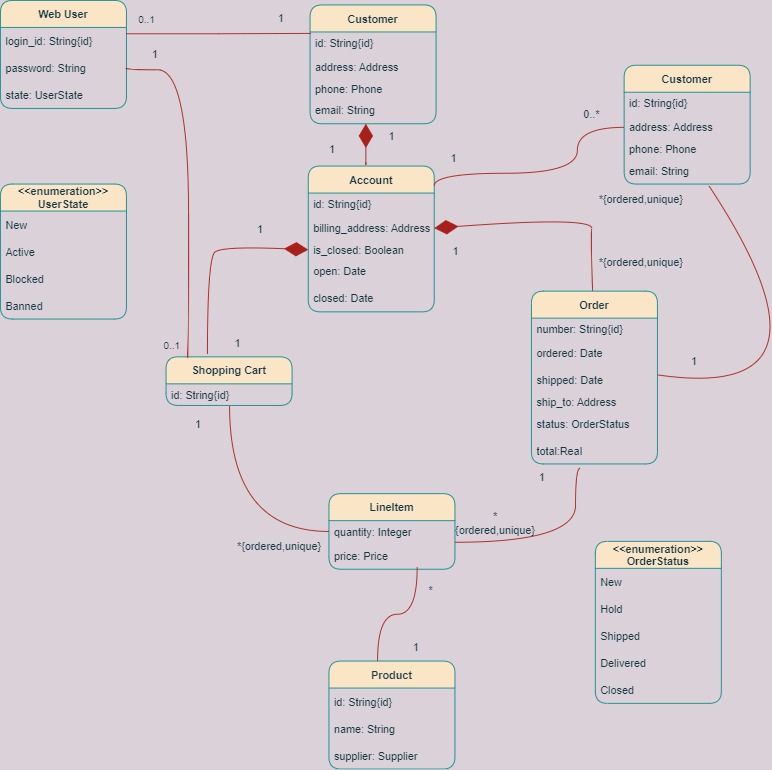 Web User
login_id: String{id}
password: String
state: UserState
0..1
1
1
Customer
id: String{id}
address: Address
phone: Phone
email: String
1
1
Customer
id: String{id}
address: Address
phone: Phone
email: String
0..*
1
*{ordered,unique}
<<enumeration>>
UserState
New
Active
Blocked
Banned
Account
id: String{id}
billing_address: Address
is_closed: Boolean
open: Date
closed: Date
1
1
*{ordered,unique}
0..1
1
Shopping Cart
id: String{id}
1
Order
number: String{id}
ordered: Date
shipped: Date
ship_to: Address
status: OrderStatus
total:Real
1
1
LineItem
quantity: Integer
price: Price
*{ordered,unique}
*
{ordered,unique}
*
1
<<enumeration>>
OrderStatus
New
Hold
Shipped
Delivered
Closed
Product
id: String{id}
name: String
supplier: Supplier